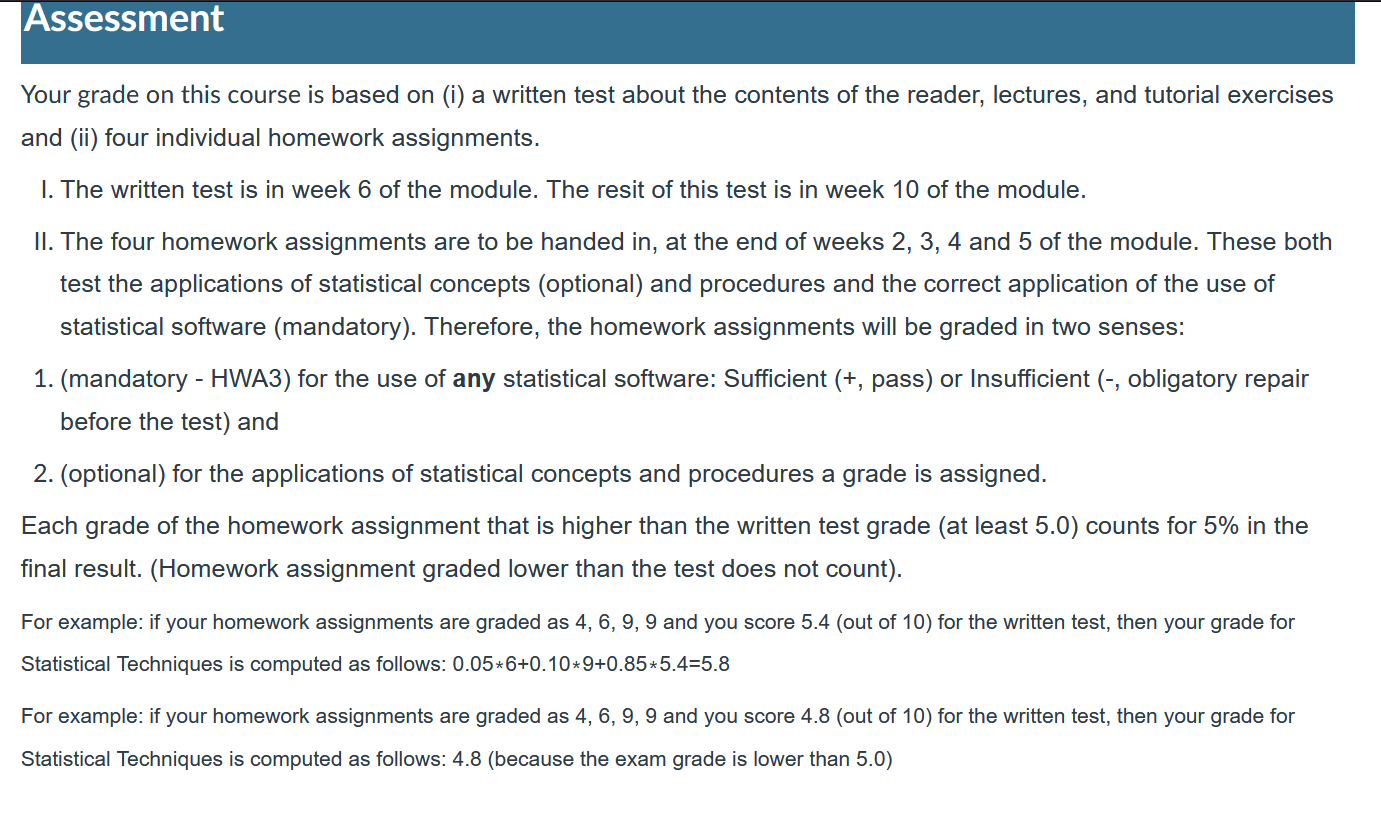 Assessment
Your grade on this course is based on (i) a written test about the contents of the reader, lectures, and tutorial exercises
and (ii) four individual homework assignments.
I. The written test is in week 6 of the module. The resit of this test is in week 10 of the module.
II. The four homework assignments are to be handed in, at the end of weeks 2, 3, 4 and 5 of the module. These both
test the applications of statistical concepts (optional) and procedures and the correct application of the use of
statistical software (mandatory). Therefore, the homework assignments will be graded in two senses:
1. (mandatory - HWA3) for the use of any statistical software: Sufficient (+, pass) or Insufficient (-, obligatory repair
before the test) and
2. (optional) for the applications of statistical concepts and procedures a grade is assigned.
Each grade of the homework assignment that is higher than the written test grade (at least 5.0) counts for 5% in the
final result. (Homework assignment graded lower than the test does not count).
For example: if your homework assignments are graded as 4, 6, 9, 9 and you score 5.4 (out of 10) for the written test, then your grade for
Statistical Techniques is computed as follows: 0.05*6+0.10*9+0.85*5.4=5.8
For example: if your homework assignments are graded as 4, 6, 9, 9 and you score 4.8 (out of 10) for the written test, then your grade for
Statistical Techniques is computed as follows: 4.8 (because the exam grade is lower than 5.0)